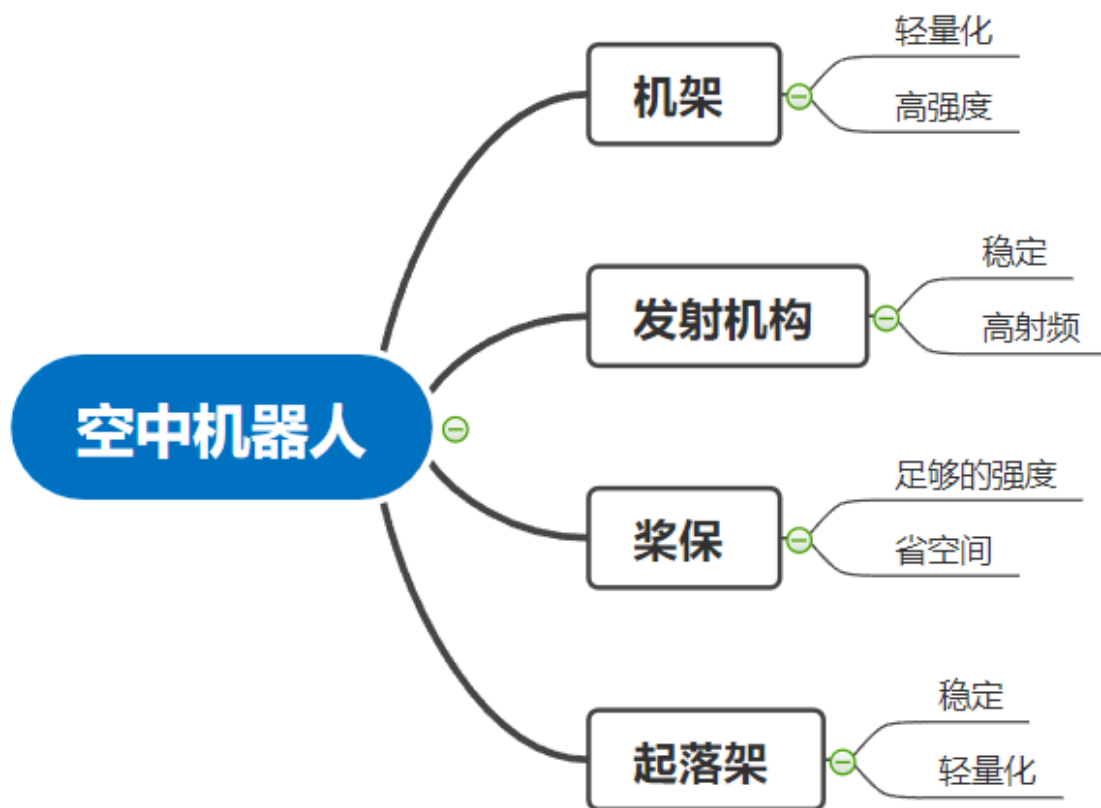 空中机器人
机架
轻量化
高强度
发射机构
稳定
高射频
桨保
足够的强度
省空间
起落架
稳定
轻量化